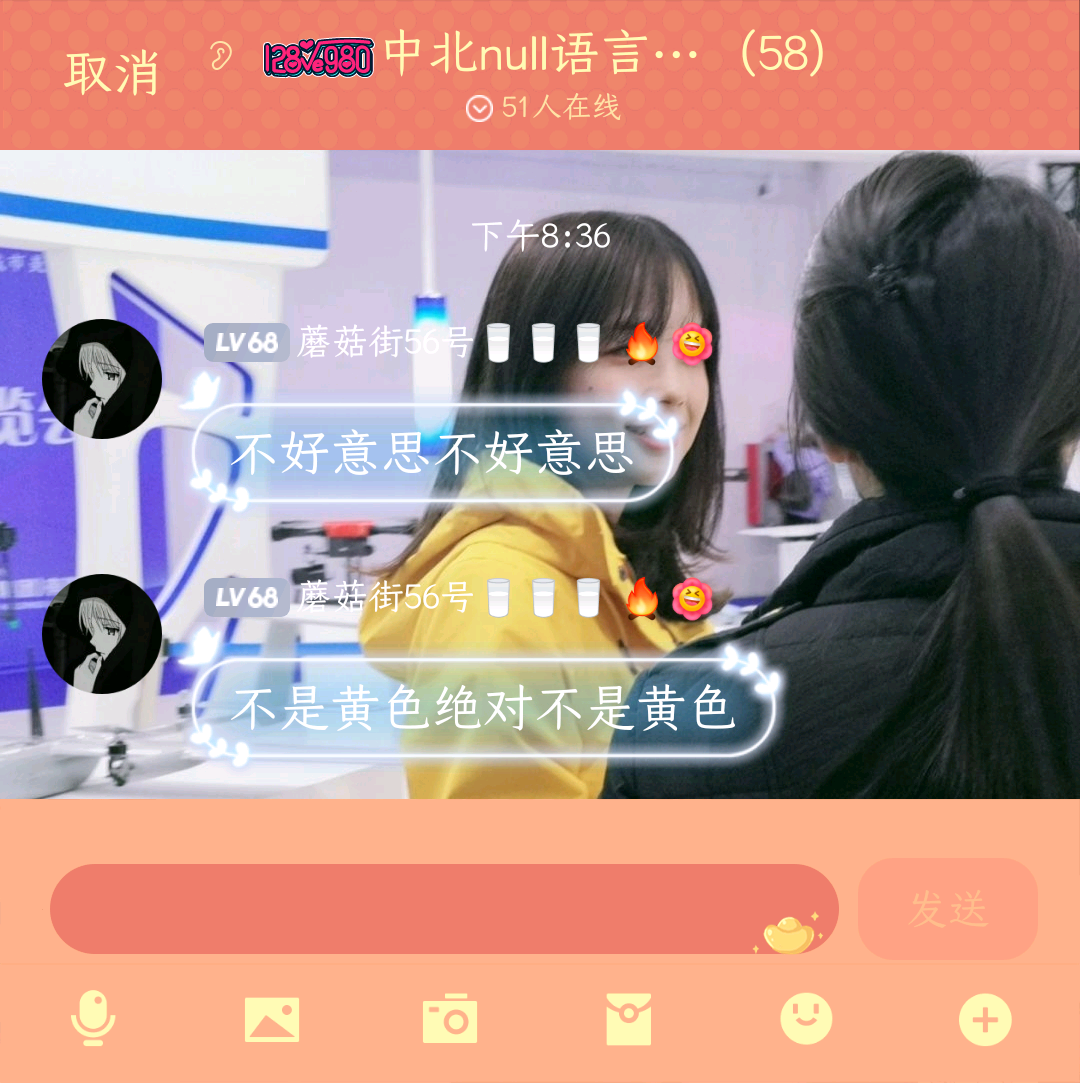 取消
128√e980
中北null语言…（58）
51人在线
下午8:36
LV68 蘑菇街56号🥛🥛🥛🔥
不好意思不好意思
LV68 蘑菇街56号🥛🥛🥛🔥
不是黄色绝对不是黄色
发送